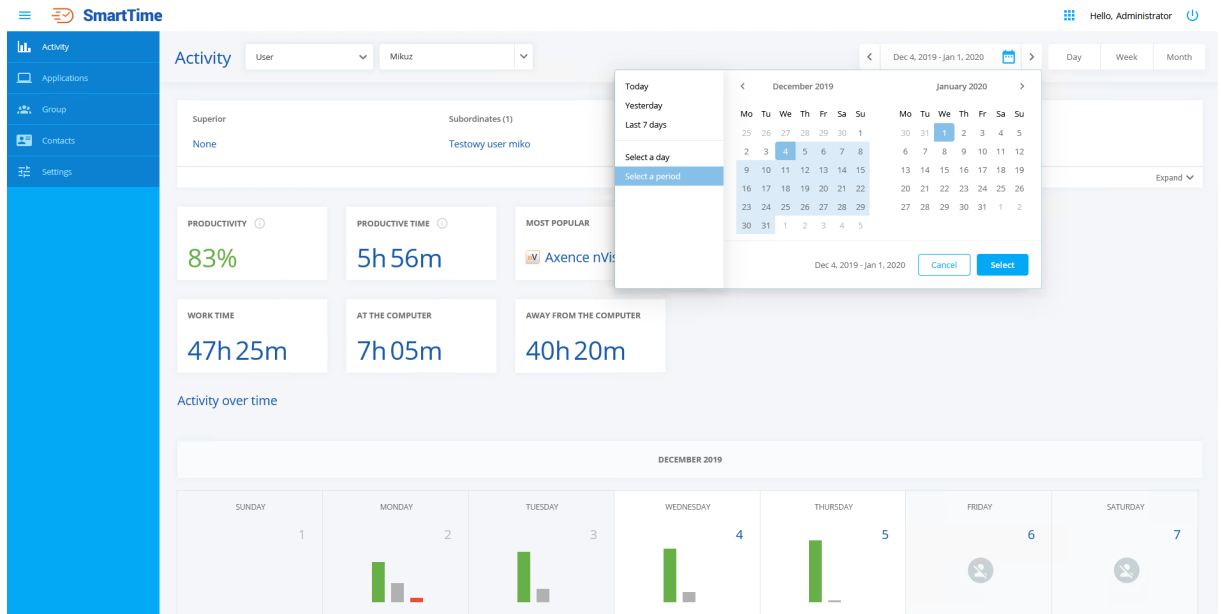 SmartTime
Hello, Administrator
Activity
Applications
Group
Contacts
Settings
Activity
User
Mikuz
Dec 4, 2019 - Jan 1, 2020
Day
Week
Month
Superior
None
Subordinates (1)
Testowy user miko
Expand
Today
Yesterday
Last 7 days
Select a day
Select a period
December 2019
Mo Tu We Th Fr Sa Su
25 26 27 28 29 30 1
2 3 4 5 6 7 8
9 10 11 12 13 14 15
16 17 18 19 20 21 22
23 24 25 26 27 28 29
30 31 1 2 3 4 5
January 2020
Mo Tu We Th Fr Sa Su
30 31 1 2 3 4 5
6 7 8 9 10 11 12
13 14 15 16 17 18 19
20 21 22 23 24 25 26
27 28 29 30 31 1 2
Dec 4, 2019 - Jan 1, 2020
Cancel
Select
PRODUCTIVITY
83%
PRODUCTIVE TIME
5h 56m
MOST POPULAR
nV Axence nVis
WORK TIME
47h 25m
AT THE COMPUTER
7h 05m
AWAY FROM THE COMPUTER
40h 20m
Activity over time
DECEMBER 2019
SUNDAY
MONDAY
TUESDAY
WEDNESDAY
THURSDAY
FRIDAY
SATURDAY
1
2
3
4
5
6
7